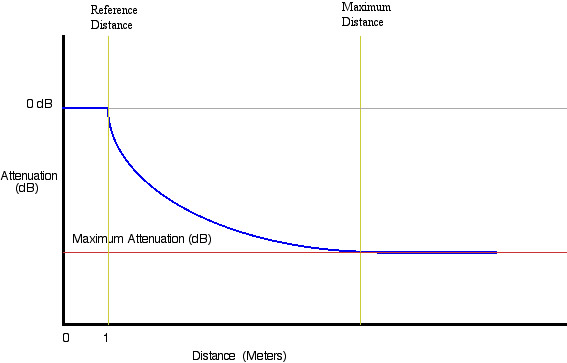 Reference
Distance
Maximum
Distance
0 dB
Attenuation
(dB)
Maximum Attenuation (dB)
0
1
Distance (Meters)